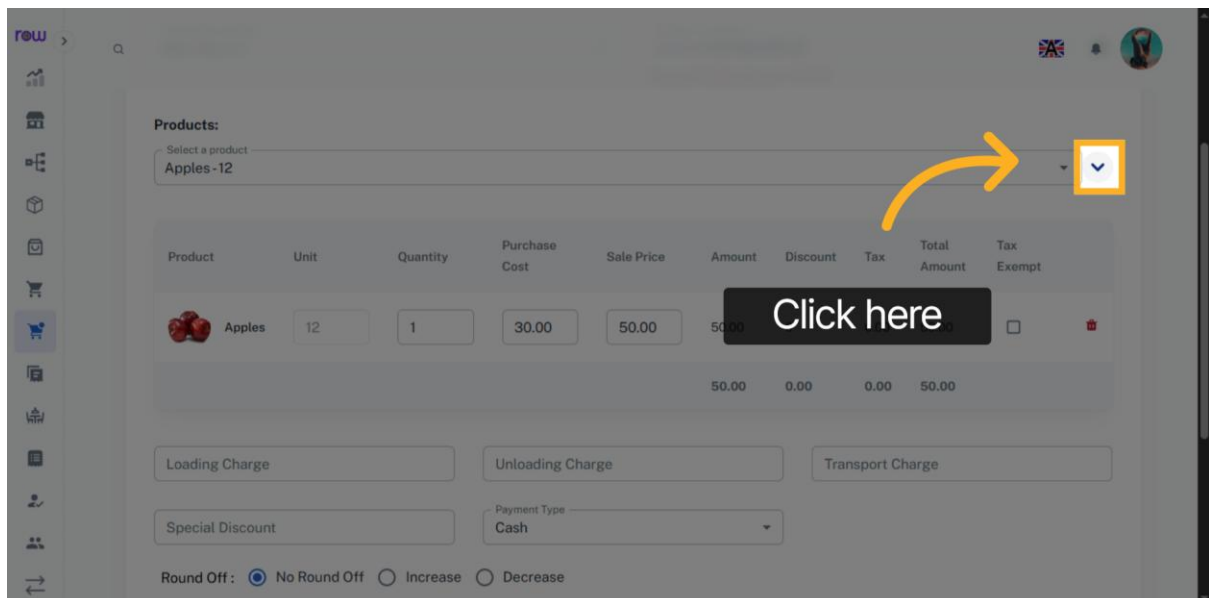 row
Products:
Select a product
Apples-12
Product Unit Quantity Purchase Cost Sale Price Amount Discount Tax Total Amount Tax Exempt
Apples 12 1 30.00 50.00
Click here
50.00 0.00 0.00 50.00
Loading Charge Unloading Charge Transport Charge
Special Discount Payment Type Cash
Round Off : No Round Off Increase Decrease